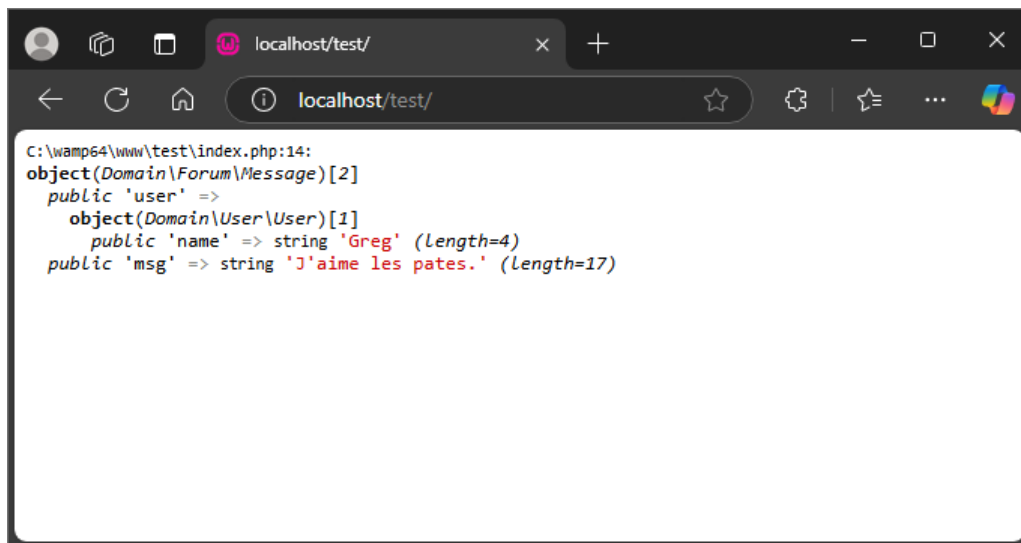 localhost/test/
localhost/test/
C:\wamp64\www\test\index.php:14:
object(Domain\Forum\Message)[2]
public 'user' =>
object(Domain\User\User)[1]
public 'name' => string 'Greg' (length=4)
public 'msg' => string 'J'aime les pates.' (length=17)